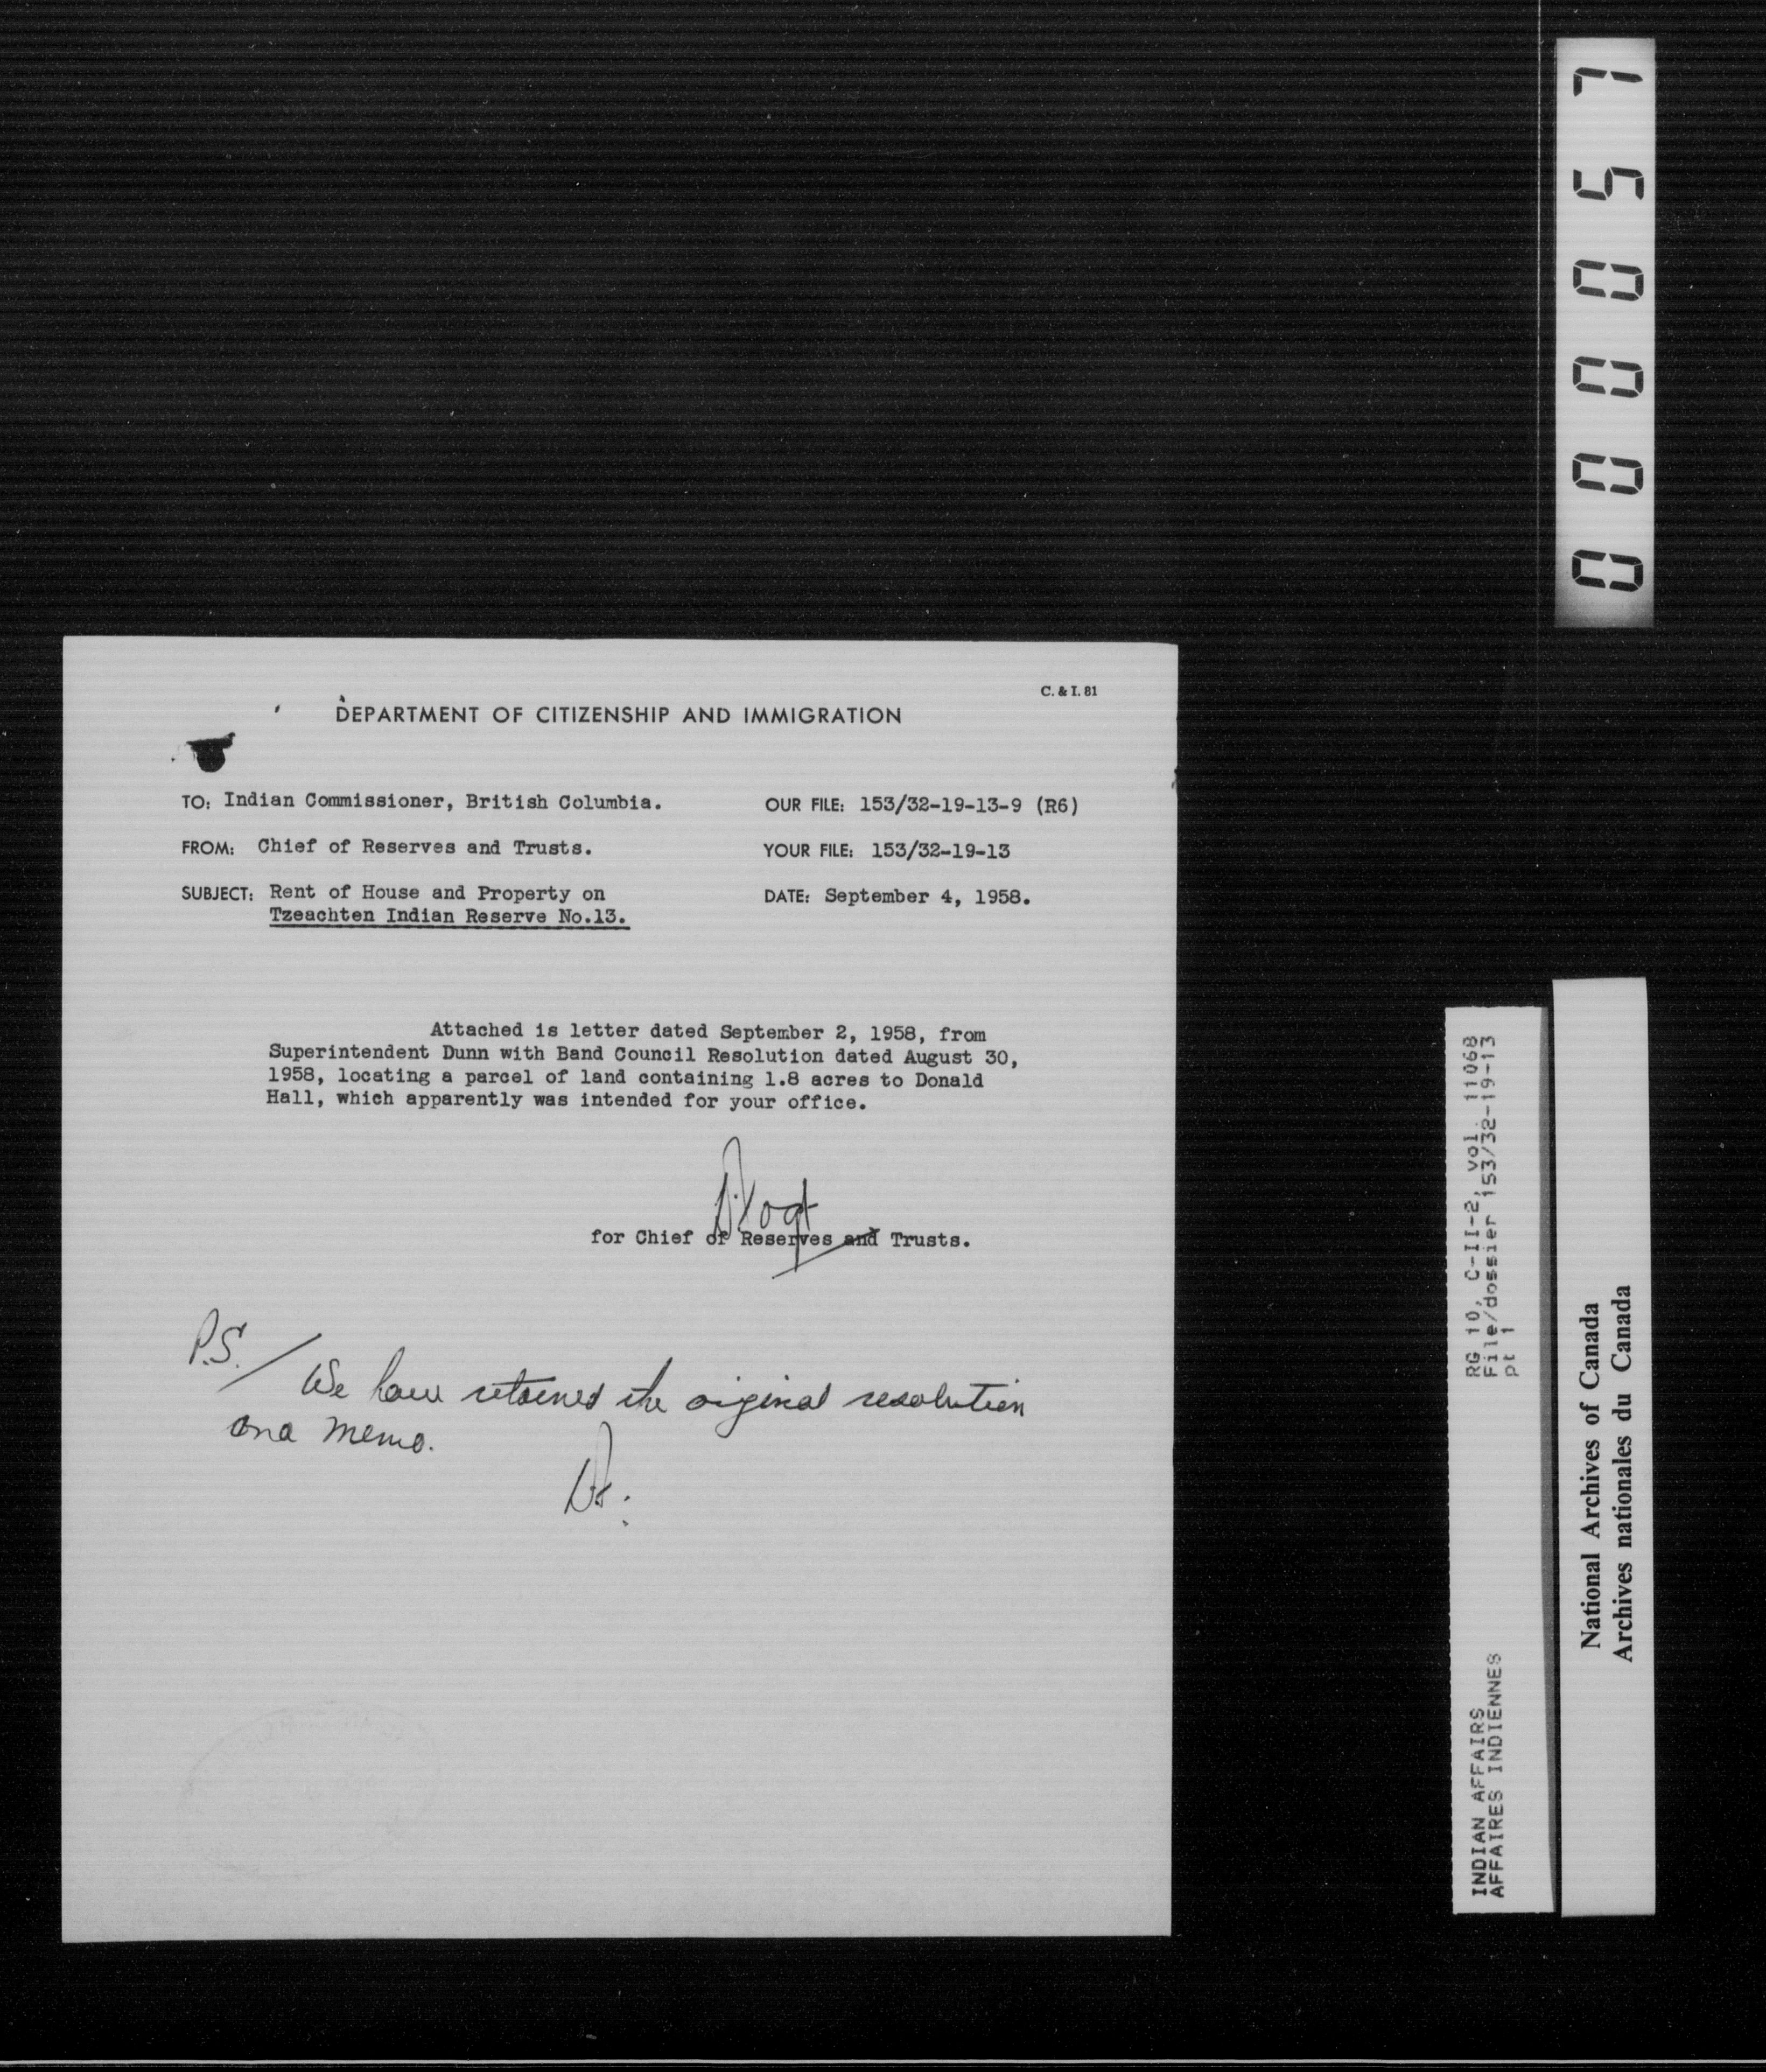 C. & I. 81
DEPARTMENT OF CITIZENSHIP AND IMMIGRATION
TO: Indian Commissioner, British Columbia.
OUR FILE: 153/32-19-13-9 (R6)
FROM: Chief of Reserves and Trusts.
YOUR FILE: 153/32-19-13
SUBJECT: Rent of House and Property on
Tzeachten Indian Reserve No.13.
DATE: September 4, 1958.
Attached is letter dated September 2, 1958, from
Superintendent Dunn with Band Council Resolution dated August 30,
1958, locating a parcel of land containing 1.8 acres to Donald
Hall, which apparently was intended for your office.
for Chief of Reserves and Trusts.
P.S./ We have retained the original resolution
and memo.
000057
RG 10, C-II-2, vol. 11068
File/dossier 153/32-19-13
pt 1
INDIAN AFFAIRS
AFFAIRES INDIENNES
National Archives of Canada
Archives nationales du Canada